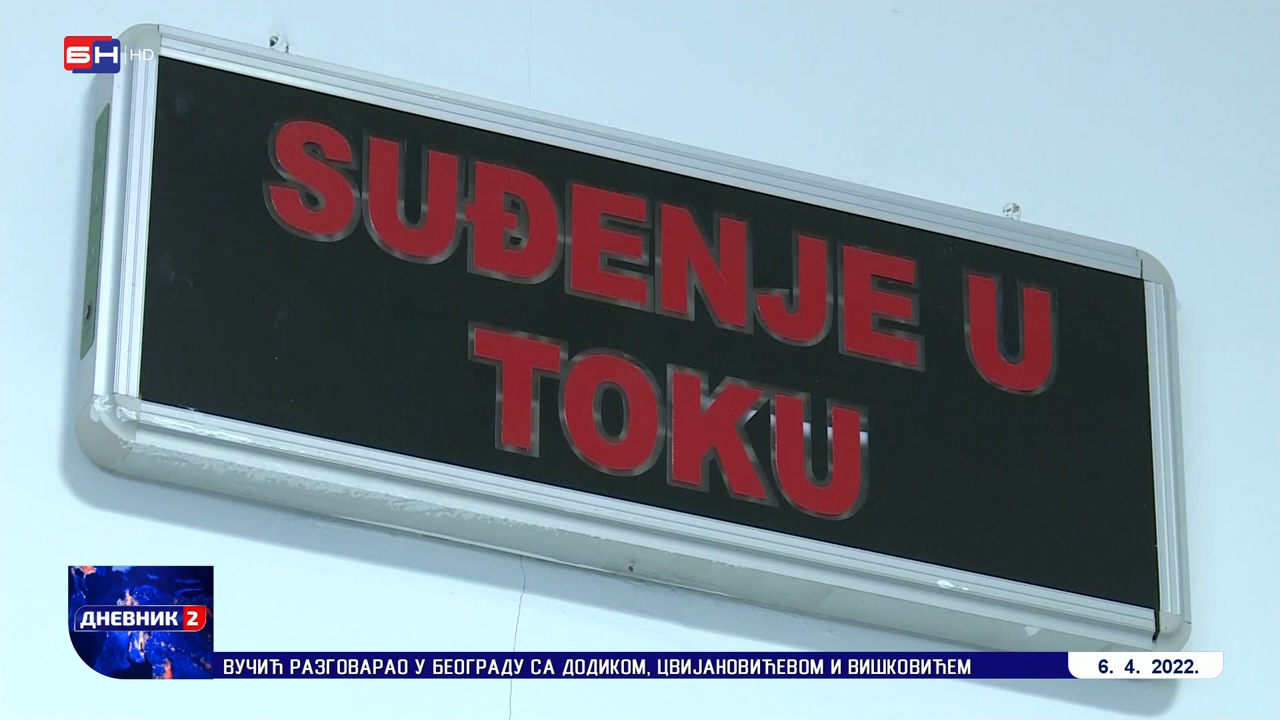 БН HD
SUĐENJE U
TOKU
ДНЕВНИК 2
ВУЧИЋ РАЗГОВАРАО У БЕОГРАДУ СА ДОДИКОМ, ЦВИЈАНОВИЋЕВОМ И ВИШКОВИЋЕМ
6. 4. 2022.